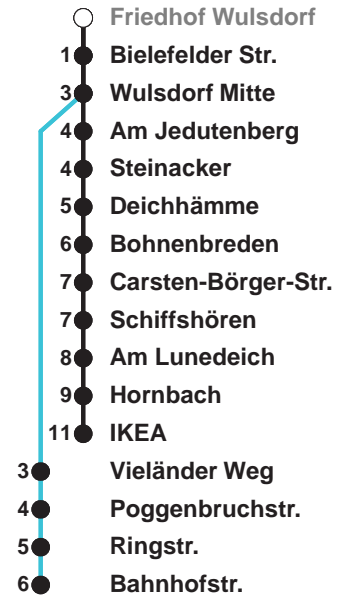 Friedhof Wulsdorf
1 Bielefelder Str.
3 Wulsdorf Mitte
4 Am Jedutenberg
4 Steinacker
5 Deichhämme
6 Bohnenbreden
7 Carsten-Börger-Str.
7 Schiffshören
8 Am Lunedeich
9 Hornbach
11 IKEA
3 Vieländer Weg
4 Poggenbruchstr.
5 Ringstr.
6 Bahnhofstr.